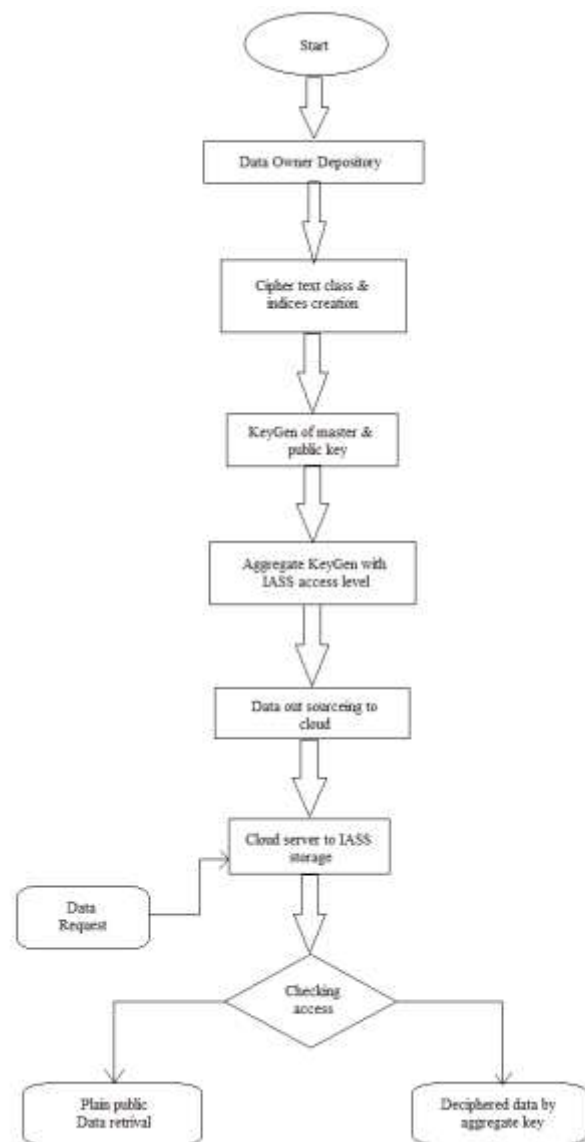 Start
Data Owner Depository
Cipher text class &
indices creation
KeyGen of master &
public key
Aggregate KeyGen with
IASS access level
Data out sourceing to
cloud
Cloud server to IASS
storage
Data
Request
Checking
access
Plain public
Data retrival
Deciphered data by
aggregate key